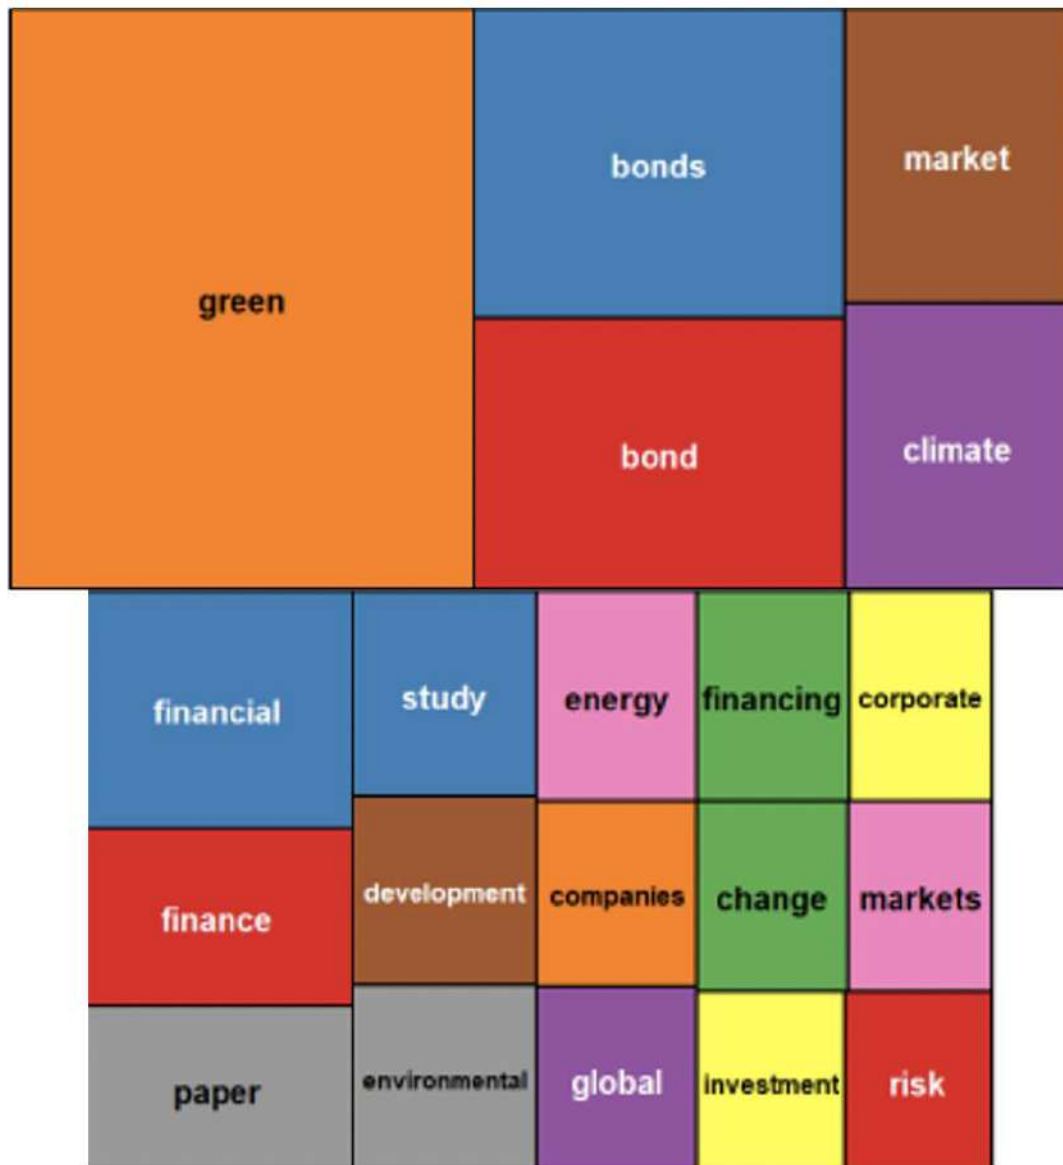 green
bonds
market
bond
climate
financial
study
energy
financing
corporate
finance
development
companies
change
markets
paper
environmental
global
investment
risk